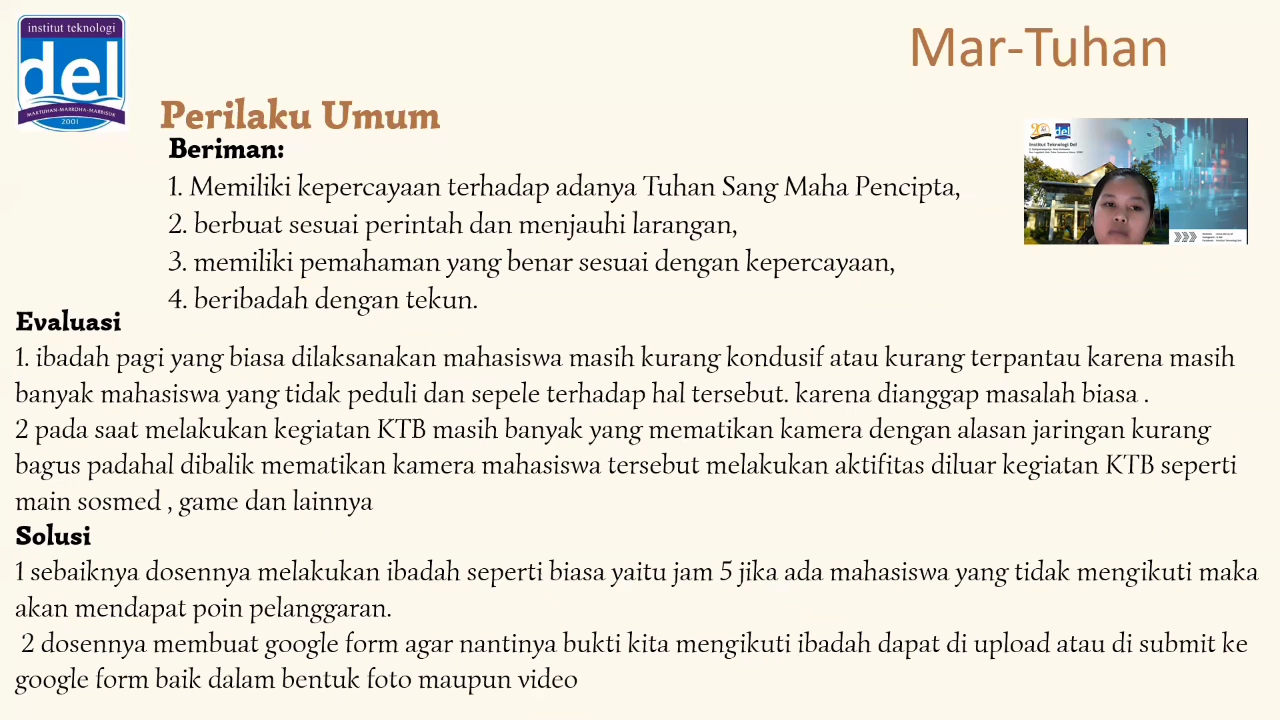 institut teknologi
del
MARTUHAN-MARROHA-MARBISUK
2001
Mar-Tuhan
Perilaku Umum
Beriman:
1. Memiliki kepercayaan terhadap adanya Tuhan Sang Maha Pencipta,
2. berbuat sesuai perintah dan menjauhi larangan,
3. memiliki pemahaman yang benar sesuai dengan kepercayaan,
4. beribadah dengan tekun.
del
Institut Teknologi Del
Evaluasi
1. ibadah pagi yang biasa dilaksanakan mahasiswa masih kurang kondusif atau kurang terpantau karena masih
banyak mahasiswa yang tidak peduli dan sepele terhadap hal tersebut. karena dianggap masalah biasa .
2 pada saat melakukan kegiatan KTB masih banyak yang mematikan kamera dengan alasan jaringan kurang
bagus padahal dibalik mematikan kamera mahasiswa tersebut melakukan aktifitas diluar kegiatan KTB seperti
main sosmed , game dan lainnya
Solusi
1 sebaiknya dosennya melakukan ibadah seperti biasa yaitu jam 5 jika ada mahasiswa yang tidak mengikuti maka
akan mendapat poin pelanggaran.
2 dosennya membuat google form agar nantinya bukti kita mengikuti ibadah dapat di upload atau di submit ke
google form baik dalam bentuk foto maupun video